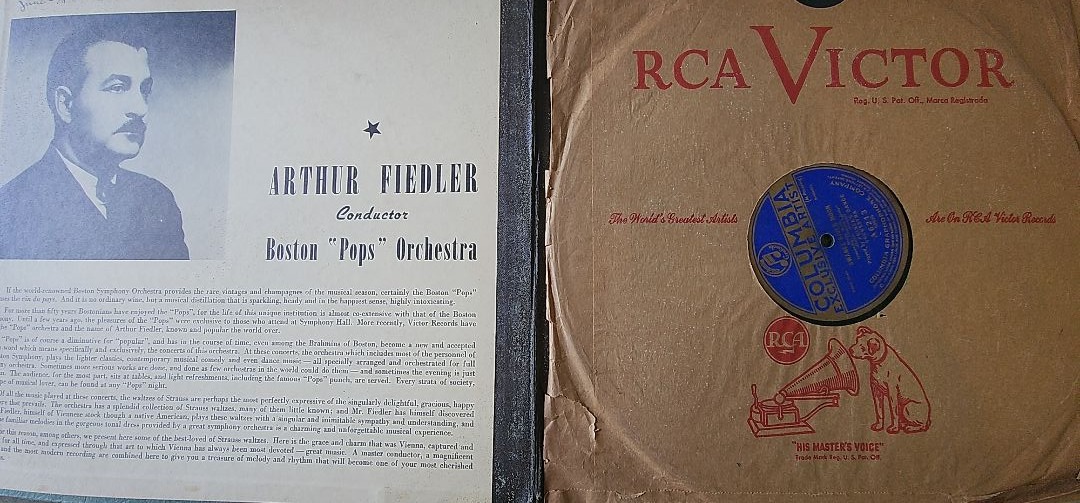 June
ARTHUR FIEDLER
Conductor
Boston "Pops" Orchestra
If the world-renowned Boston Symphony Orchestra provides the rare vintages and champagnes of the musical season, certainly the Boston "Pops"
the vin du pays. And it is no ordinary wine, but a musical distillation that is sparkling, heady and in the happiest sense, highly intoxicating.
For more than fifty years Bostonians have enjoyed the "Pops", for the life of this unique institution is almost co-extensive with that of the Boston
Until a few years ago, the pleasures of the "Pops" were exclusive to those who attend at Symphony Hall. More recently, Victor Records have
the "Pops" orchestra and the name of Arthur Fiedler, known and popular the world over.
"Pops" is of course a diminutive for "popular", and has in the course of time, even among the Brahmins of Boston, become a new and accepted
word which means specifically and exclusively, the concerts of this orchestra. At these concerts, the orchestra which includes most of the personnel of
Symphony, plays the lighter classics, contemporary musical comedy and even dance music — all specially arranged and orchestrated for full
orchestra. Sometimes more serious works are done, and done as few orchestras in the world could do them — and sometimes the evening is just
The audience, for the most part, sits at tables, and light refreshments, including the famous "Pops" punch, are served. Every strata of society,
of musical lover, can be found at any "Pops" night.
Of all the music played at these concerts, the waltzes of Strauss are perhaps the most perfectly expressive of the singularly delightful, gracious, happy
that prevails. The orchestra has a splendid collection of Strauss waltzes, many of them little known; and Mr. Fiedler has himself discovered
Fiedler, himself of Viennese stock though a native American, plays these waltzes with a singular and inimitable sympathy and understanding, and
familiar melodies in the gorgeous tonal dress provided by a great symphony orchestra is a charming and unforgettable musical experience.
this reason, among others, we present here some of the best-loved of Strauss waltzes. Here is the grace and charm that was Vienna, captured and
for all time, and expressed through that art to which Vienna has always been most devoted — great music. A master conductor, a magnificent
and the most modern recording are combined here to give you a treasure of melody and rhythm that will become one of your most cherished
RCA VICTOR
Reg. U. S. Pat. Off., Marca Registrada
The World's Greatest Artists
Are On RCA Victor Records
COLUMBIA
EXCLUSIVE ARTIST
COLUMBIA GRAPHOPHONE COMPANY
RCA
"HIS MASTER'S VOICE"
Trade Mark Reg. U. S. Pat. Off.